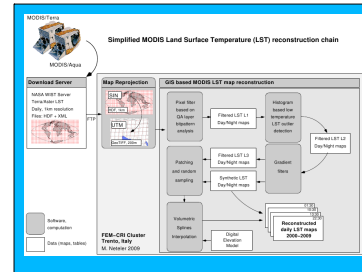 MODIS/Terra
MODIS/Aqua
Simplified MODIS Land Surface Temperature (LST) reconstruction chain
Download Server
NASA WIST Server
Terra/Aster LST
Daily, 1km resolution
Files: HDF + XML
FTP
Map Reprojection
SIN
HDF, 1km
UTM
GeoTIFF, 200m
GIS based MODIS LST map reconstruction
Pixel filter
based on
QA layer
bitpattern
analysis
Filtered LST L1
Day/Night maps
Histogram
based low
temperature
LST outlier
detection
Filtered LST L2
Day/Night maps
Patching
and random
sampling
Filtered LST L3
Day/Night maps
Synthetic LST
Day/Night maps
Gradient
filters
Volumetric
Splines
Interpolation
Digital
Elevation
Model
Reconstructed
daily LST maps
2000−2009
Software,
computation
Data (maps, tables)
FEM−CRI Cluster
Trento, Italy
M. Neteler 2009